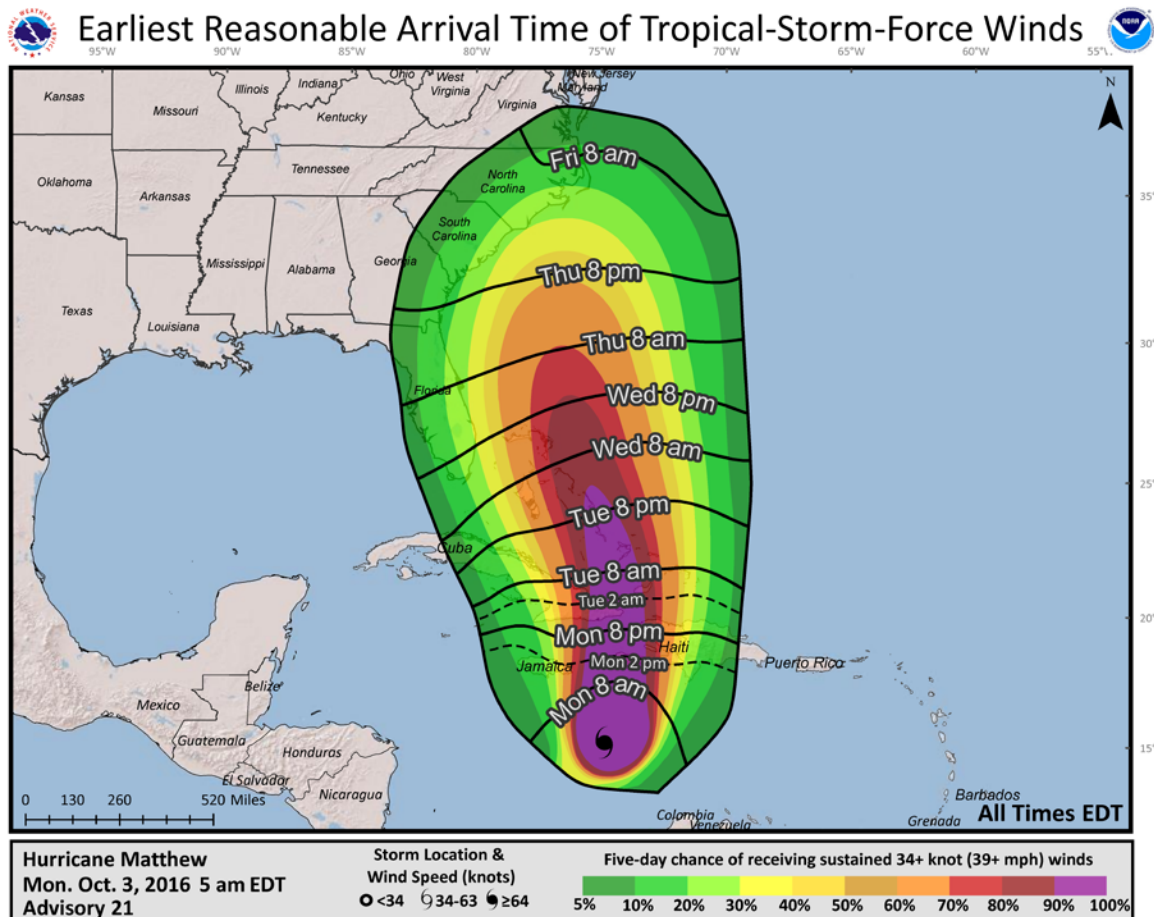 Earliest Reasonable Arrival Time of Tropical-Storm-Force Winds
95°W 90°W 85°W 80°W 75°W 70°W 65°W 60°W 55°
N
Kansas
Missouri
Illinois
Indiana
Ohio
West
Virginia
New Jersey
Maryland
Virginia
Kentucky
Fri 8 am
Oklahoma
Tennessee
North
Carolina
35°
Arkansas
South
Carolina
Mississippi
Alabama
Georgia
Thu 8 pm
Texas
Louisiana
Thu 8 am
30°
Florida
Wed 8 pm
Wed 8 am
25°
Tue 8 pm
Cuba
Tue 8 am
Tue 2 am
20°
Mon 8 pm
Haiti
Jamaica
Mon 2 pm
Puerto Rico
Belize
Mon 8 am
Mexico
Guatemala
Honduras
15°
El Salvador
Nicaragua
Barbados
0 130 260 520 Miles
Colombia
Venezuela
Grenada
All Times EDT
Hurricane Matthew
Mon. Oct. 3, 2016 5 am EDT
Advisory 21
Storm Location &
Wind Speed (knots)
<34 34-63 ≥64
Five-day chance of receiving sustained 34+ knot (39+ mph) winds
5% 10% 20% 30% 40% 50% 60% 70% 80% 90% 100%